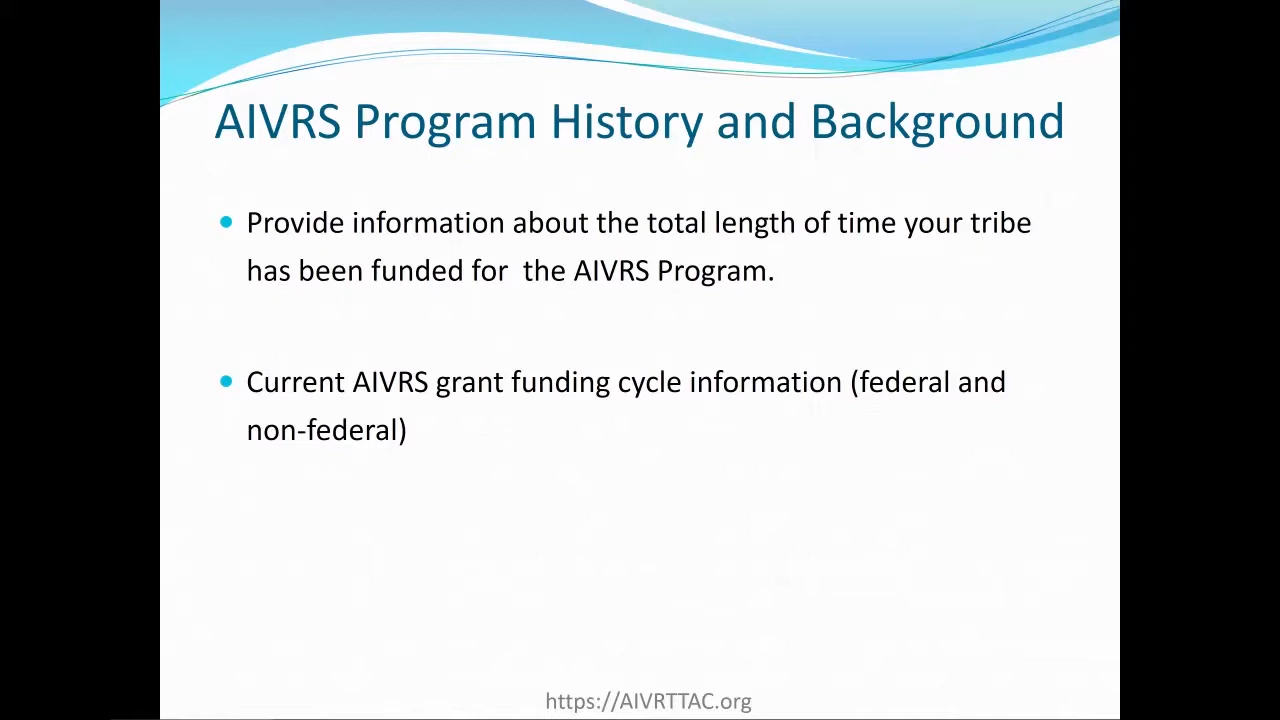 AIVRS Program History and Background
• Provide information about the total length of time your tribe
has been funded for  the AIVRS Program.
• Current AIVRS grant funding cycle information (federal and
non-federal)
https://AIVRTTAC.org